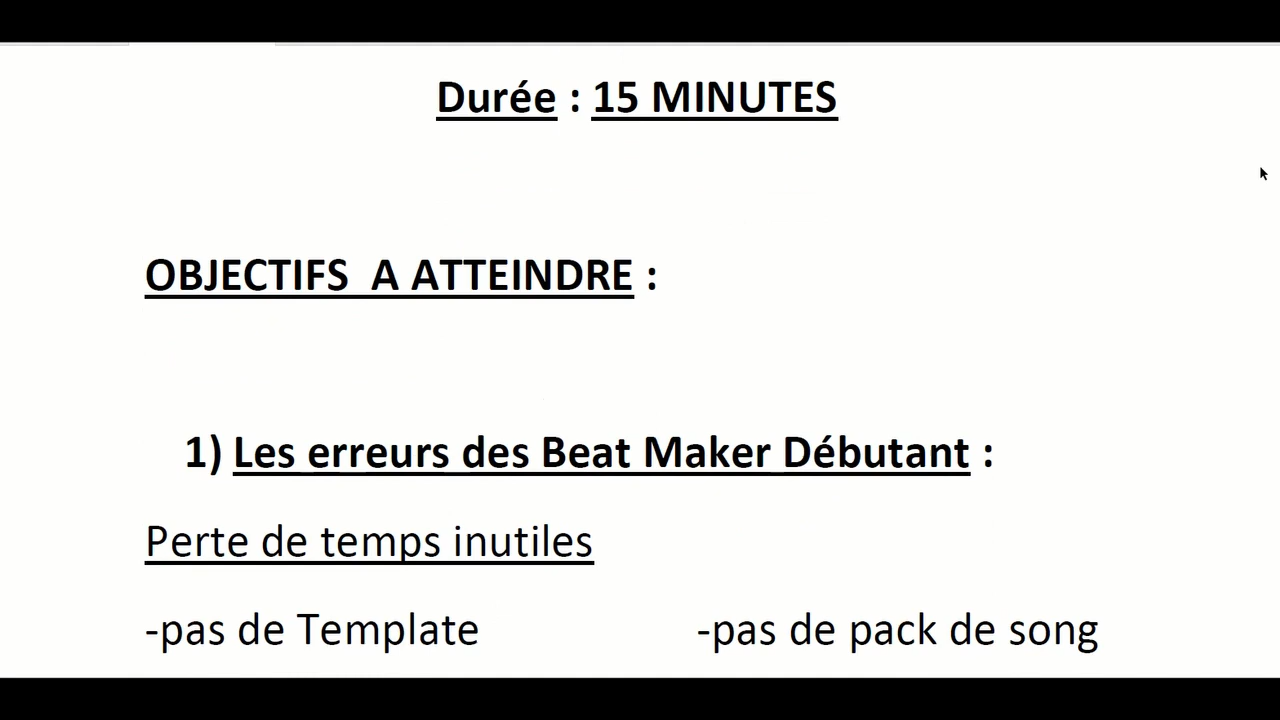 Durée : 15 MINUTES
OBJECTIFS A ATTEINDRE :
1) Les erreurs des Beat Maker Débutant :
Perte de temps inutiles
-pas de Template -pas de pack de song